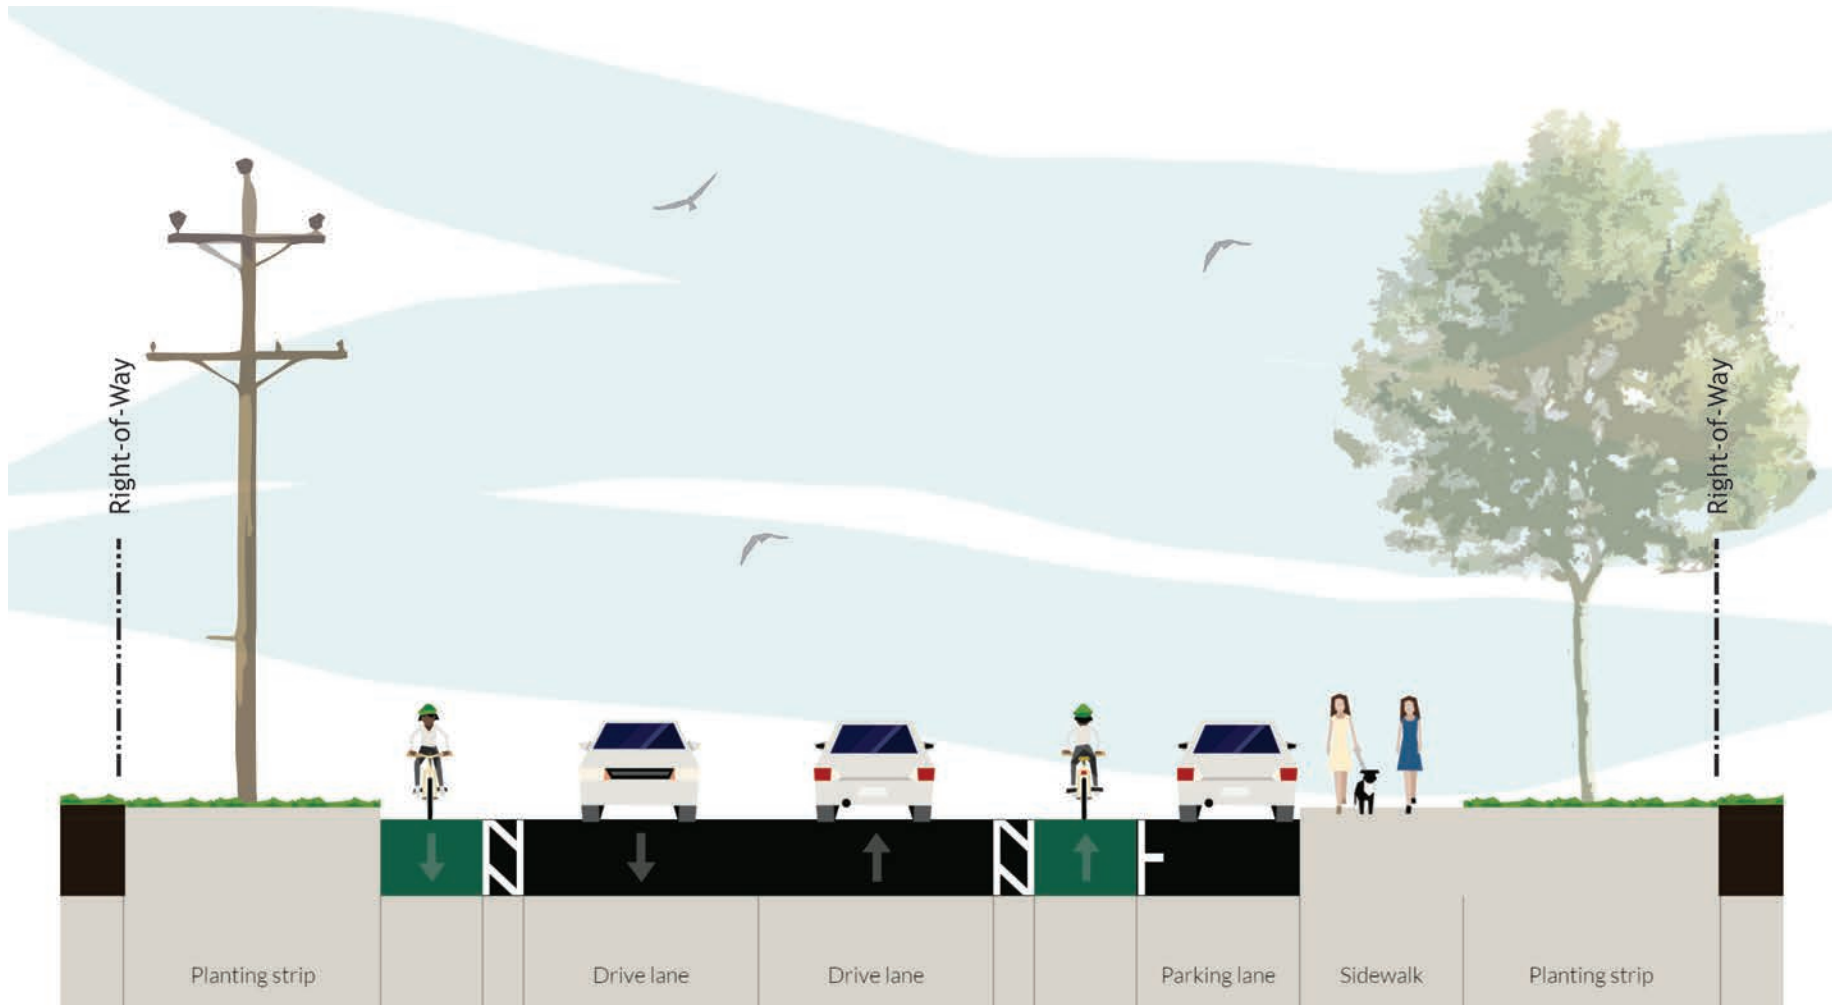 Right-of-Way
Right-of-Way
Planting strip
Drive lane
Drive lane
Parking lane
Sidewalk
Planting strip